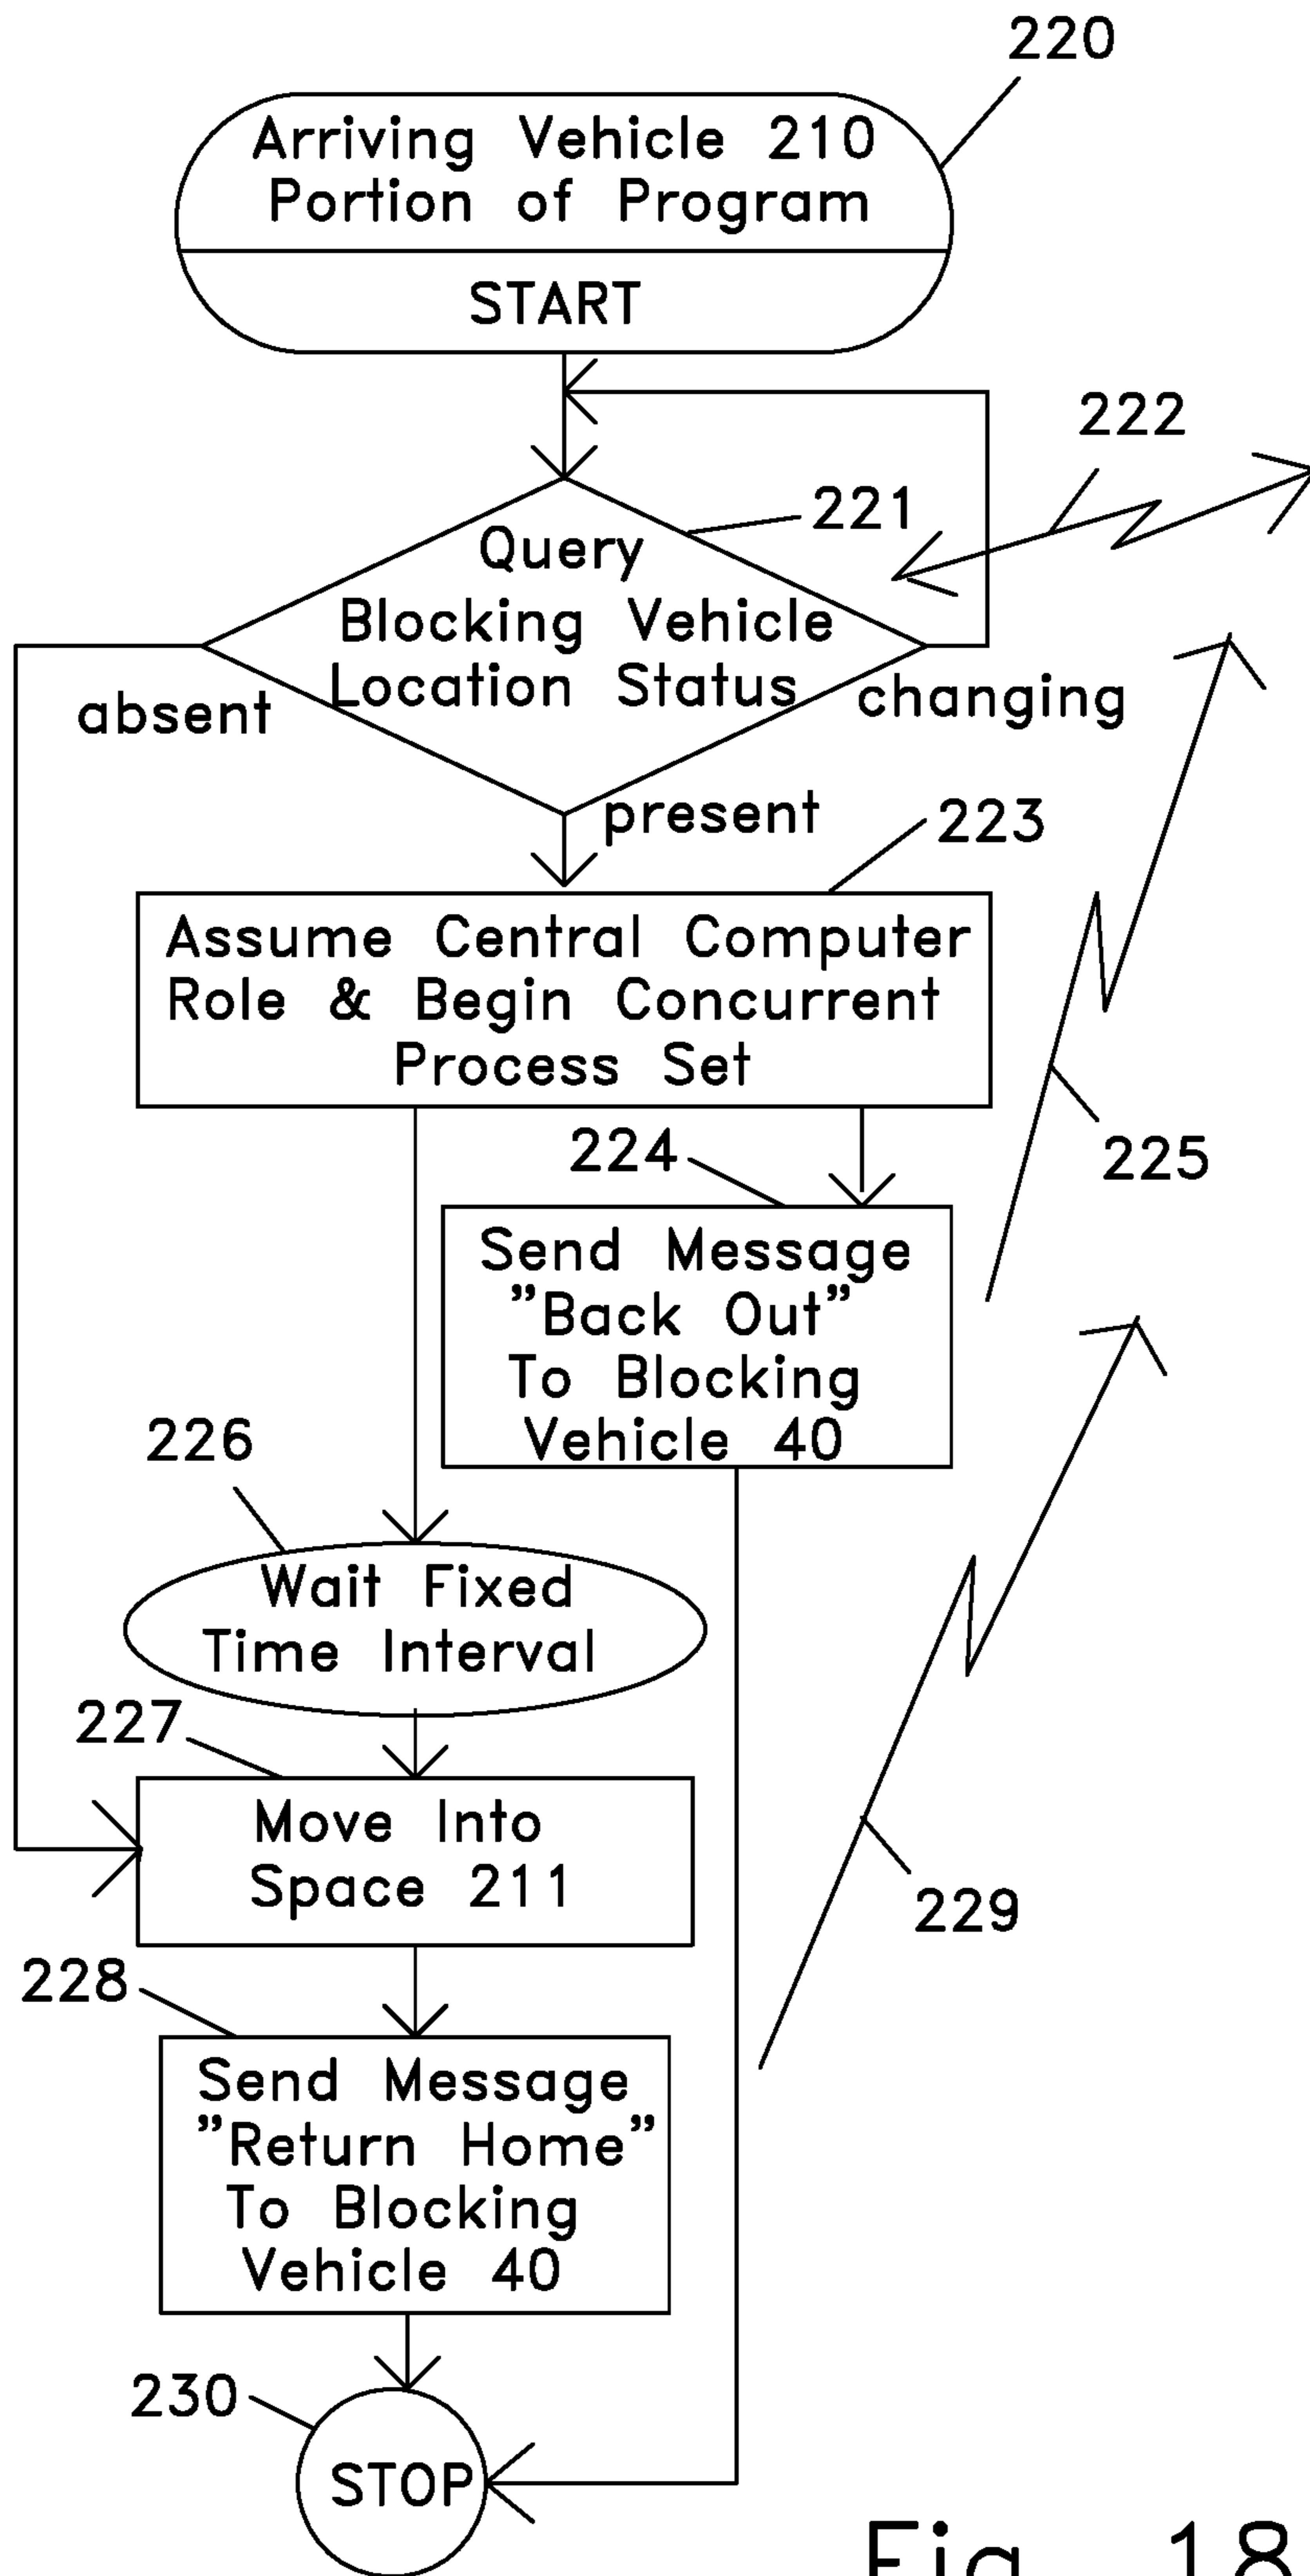 220
Arriving Vehicle 210
Portion of Program
START
222
221
Query
Blocking Vehicle
Location Status
absent
changing
present
223
Assume Central Computer
Role & Begin Concurrent
Process Set
224
225
Send Message
”Back Out”
To Blocking
Vehicle 40
226
Wait Fixed
Time Interval
227
Move Into
Space 211
229
228
Send Message
”Return Home”
To Blocking
Vehicle 40
230
STOP
Fig. 18